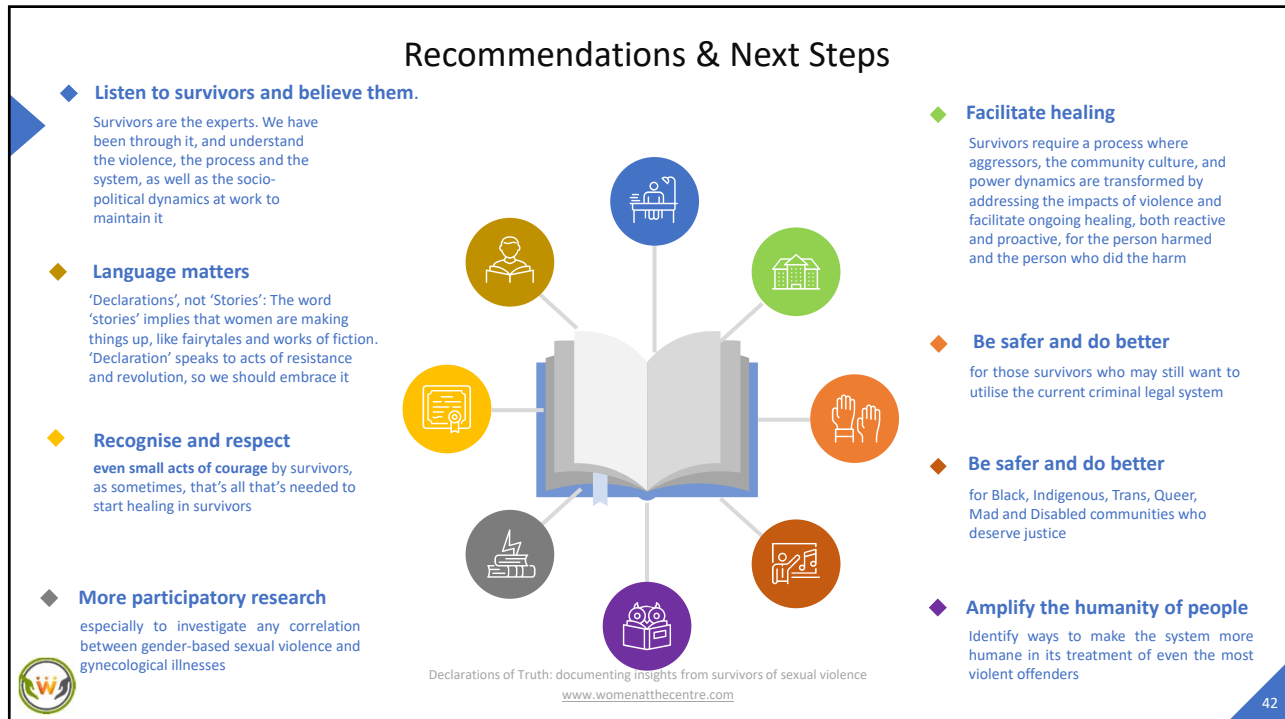 Recommendations & Next Steps
Listen to survivors and believe them.
Survivors are the experts. We have
been through it, and understand
the violence, the process and the
system, as well as the socio-
political dynamics at work to
maintain it
Language matters
‘Declarations’, not ‘Stories’: The word
‘stories’ implies that women are making
things up, like fairytales and works of fiction.
‘Declaration’ speaks to acts of resistance
and revolution, so we should embrace it
Recognise and respect
even small acts of courage by survivors,
as sometimes, that’s all that’s needed to
start healing in survivors
More participatory research
especially to investigate any correlation
between gender-based sexual violence and
gynecological illnesses
Facilitate healing
Survivors require a process where
aggressors, the community culture, and
power dynamics are transformed by
addressing the impacts of violence and
facilitate ongoing healing, both reactive
and proactive, for the person harmed
and the person who did the harm
Be safer and do better
for those survivors who may still want to
utilise the current criminal legal system
Be safer and do better
for Black, Indigenous, Trans, Queer,
Mad and Disabled communities who
deserve justice
Amplify the humanity of people
Identify ways to make the system more
humane in its treatment of even the most
violent offenders
Declarations of Truth: documenting insights from survivors of sexual violence
www.womenatthecentre.com
42